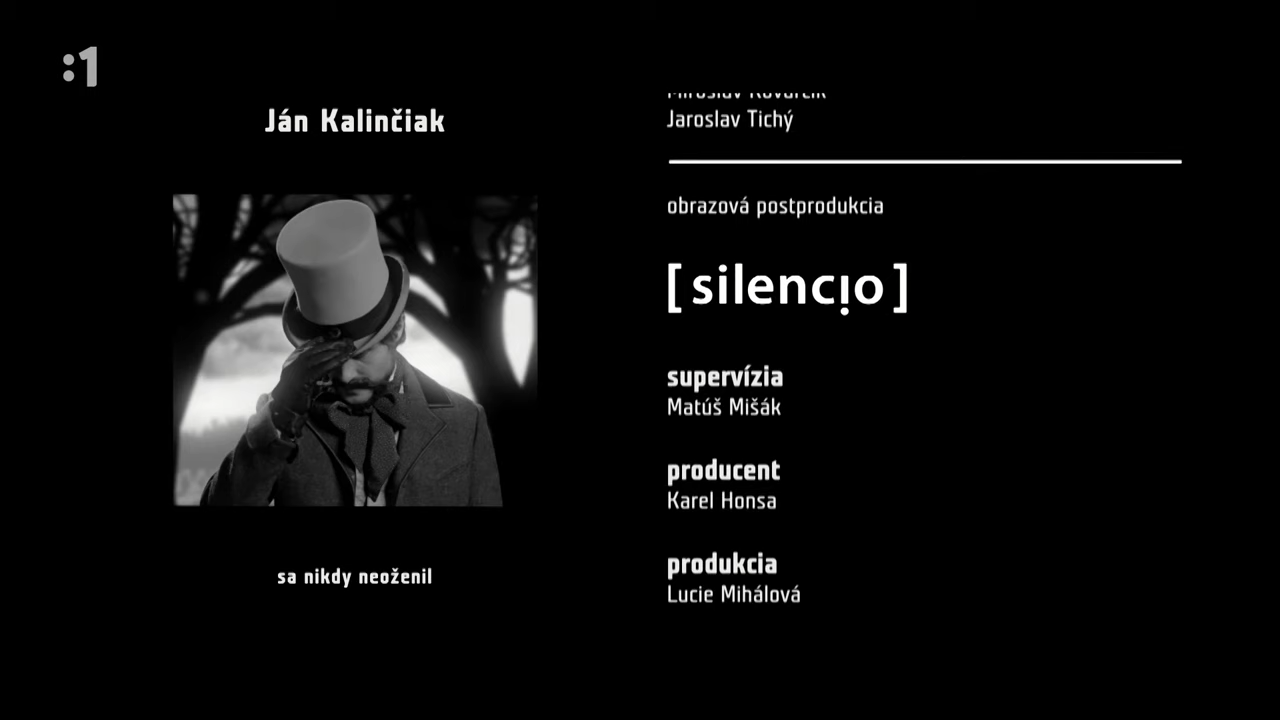 :1
Ján Kalinčiak
sa nikdy neoženil
Jaroslav Tichý
obrazová postprodukcia
[silencio]
supervízia
Matúš Mišák
producent
Karel Honsa
produkcia
Lucie Mihálová